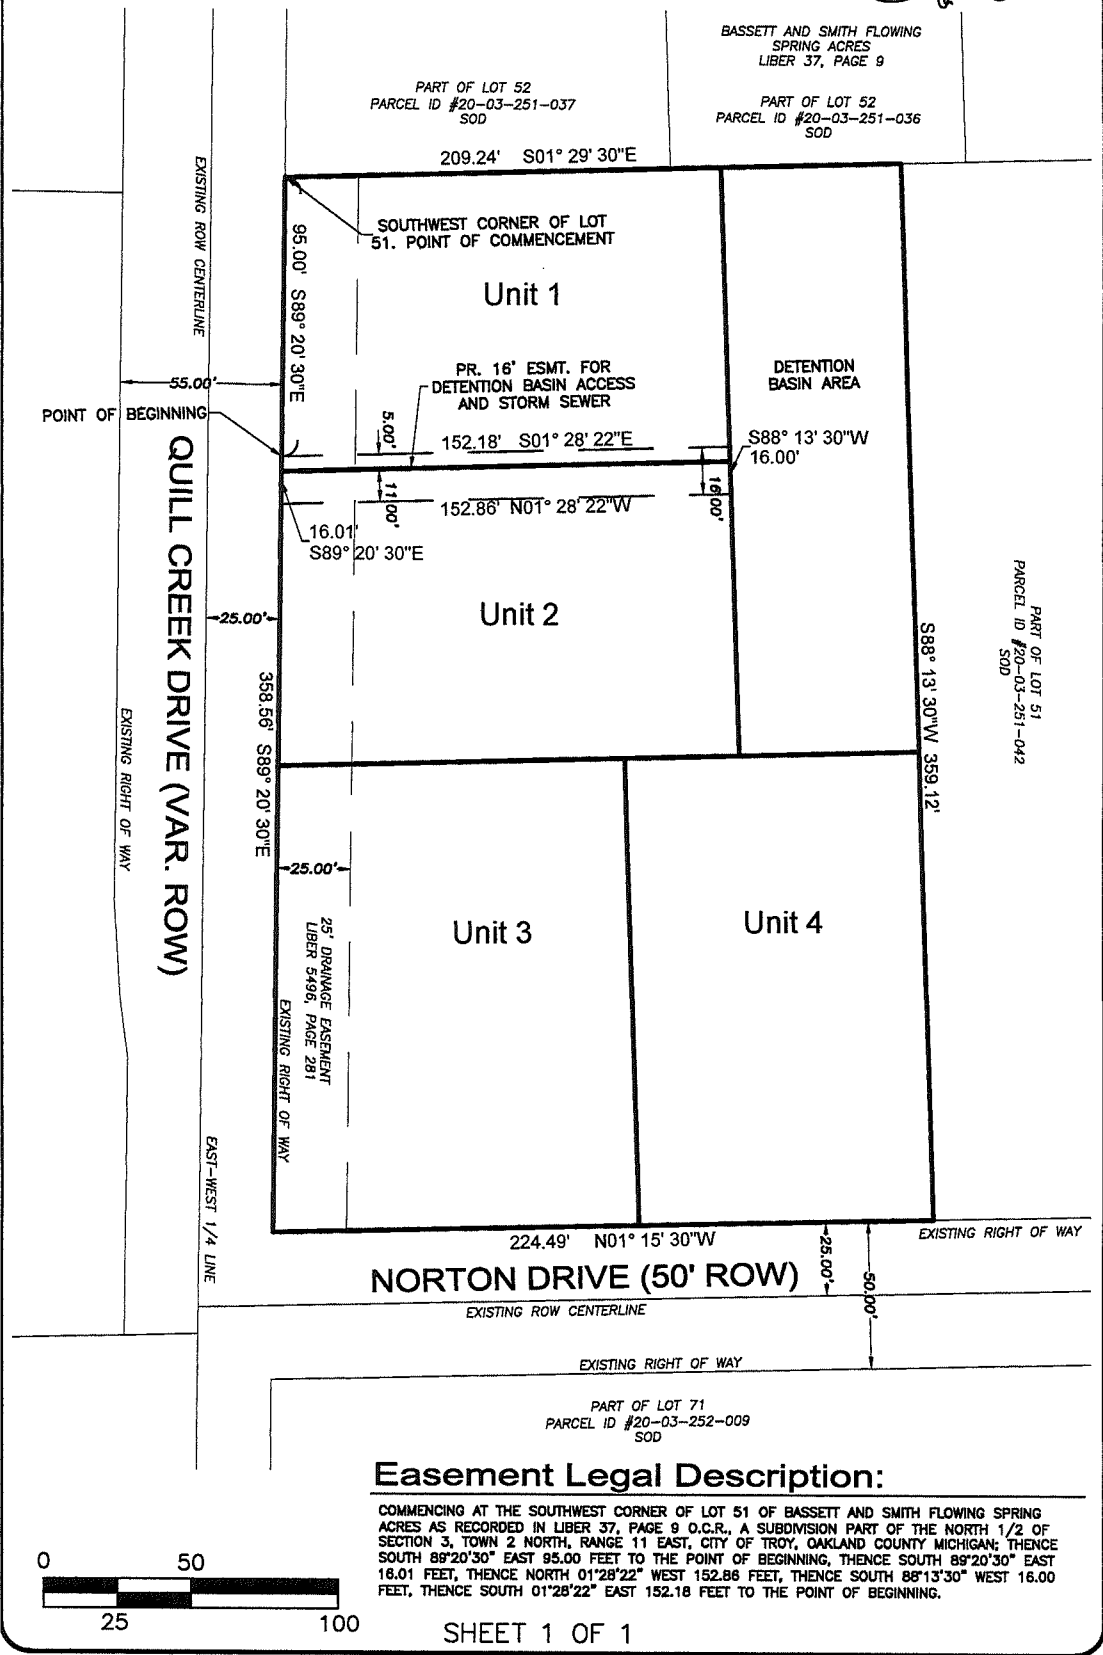 BASSETT AND SMITH FLOWING
SPRING ACRES
LIBER 37, PAGE 9
PART OF LOT 52
PARCEL ID #20-03-251-037
SOD
PART OF LOT 52
PARCEL ID #20-03-251-036
SOD
209.24' S01° 29' 30"E
EXISTING ROW CENTERLINE
SOUTHWEST CORNER OF LOT
51. POINT OF COMMENCEMENT
95.00' S89° 20' 30"E
Unit 1
PR. 16' ESMT. FOR
DETENTION BASIN ACCESS
AND STORM SEWER
DETENTION
BASIN AREA
55.00'
POINT OF BEGINNING
5.00'
152.18' S01° 28' 22"E
S88° 13' 30"W
16.00'
11.00'
16.00'
152.86' N01° 28' 22"W
16.01'
S89° 20' 30"E
QUILL CREEK DRIVE (VAR. ROW)
25.00'
Unit 2
PART OF LOT 51
PARCEL ID #20-03-251-042
SOD
S88° 13' 30"W 359.12'
358.56' S89° 20' 30"E
EXISTING RIGHT OF WAY
25.00'
Unit 3
Unit 4
25' DRAINAGE EASEMENT
LIBER 5496, PAGE 281
EXISTING RIGHT OF WAY
EAST-WEST 1/4 LINE
224.49' N01° 15' 30"W
EXISTING RIGHT OF WAY
NORTON DRIVE (50' ROW)
25.00'
50.00'
EXISTING ROW CENTERLINE
EXISTING RIGHT OF WAY
PART OF LOT 71
PARCEL ID #20-03-252-009
SOD
Easement Legal Description:
COMMENCING AT THE SOUTHWEST CORNER OF LOT 51 OF BASSETT AND SMITH FLOWING SPRING
ACRES AS RECORDED IN LIBER 37, PAGE 9 O.C.R., A SUBDIVISION PART OF THE NORTH 1/2 OF
SECTION 3, TOWN 2 NORTH, RANGE 11 EAST, CITY OF TROY, OAKLAND COUNTY MICHIGAN; THENCE
SOUTH 89°20'30" EAST 95.00 FEET TO THE POINT OF BEGINNING, THENCE SOUTH 89°20'30" EAST
16.01 FEET, THENCE NORTH 01°28'22" WEST 152.86 FEET, THENCE SOUTH 88°13'30" WEST 16.00
FEET, THENCE SOUTH 01°28'22" EAST 152.18 FEET TO THE POINT OF BEGINNING.
0 50
25 100
SHEET 1 OF 1